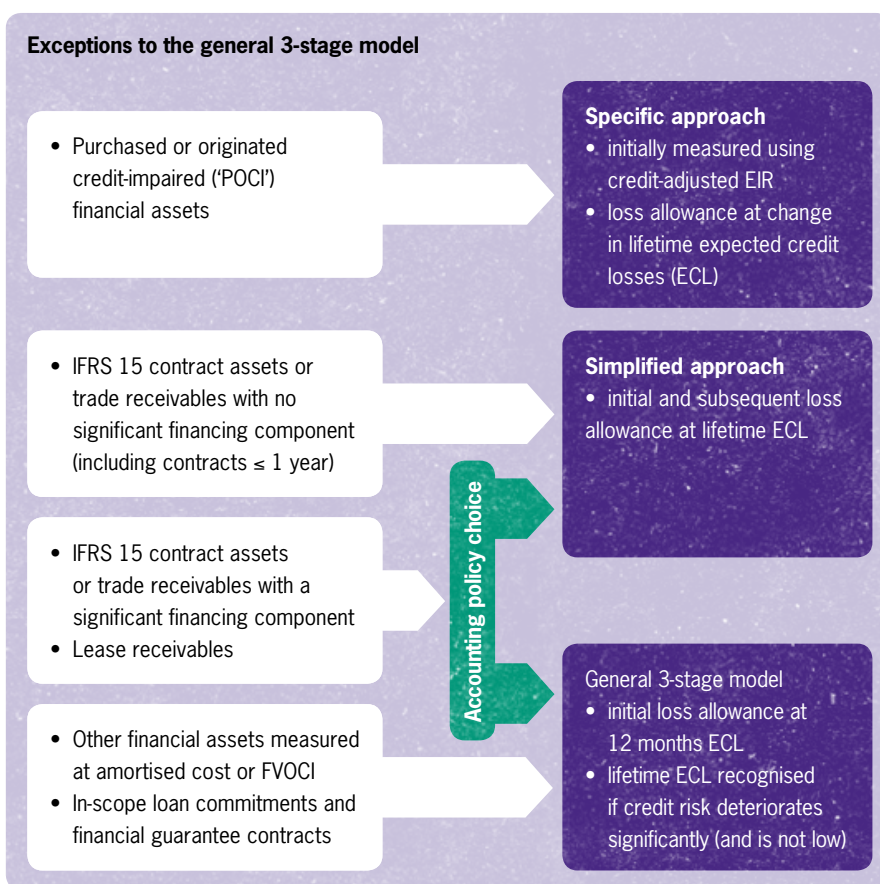 Exceptions to the general 3-stage model
• Purchased or originated
credit-impaired (‘POCI’)
financial assets
Specific approach
• initially measured using
credit-adjusted EIR
• loss allowance at change
in lifetime expected credit
losses (ECL)
• IFRS 15 contract assets or
trade receivables with no
significant financing component
(including contracts ≤ 1 year)
Simplified approach
• initial and subsequent loss
allowance at lifetime ECL
• IFRS 15 contract assets
or trade receivables with a
significant financing component
• Lease receivables
Accounting policy choice
• Other financial assets measured
at amortised cost or FVOCI
• In-scope loan commitments and
financial guarantee contracts
General 3-stage model
• initial loss allowance at
12 months ECL
• lifetime ECL recognised
if credit risk deteriorates
significantly (and is not low)